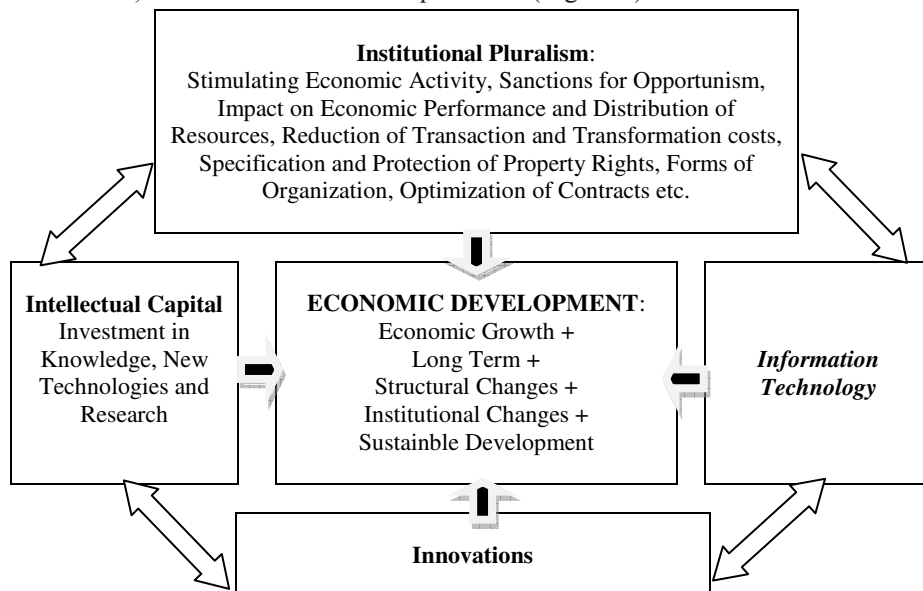 Institutional Pluralism:
Stimulating Economic Activity, Sanctions for Opportunism,
Impact on Economic Performance and Distribution of
Resources, Reduction of Transaction and Transformation costs,
Specification and Protection of Property Rights, Forms of
Organization, Optimization of Contracts etc.
Intellectual Capital
Investment in
Knowledge, New
Technologies and
Research
ECONOMIC DEVELOPMENT:
Economic Growth +
Long Term +
Structural Changes +
Institutional Changes +
Sustainble Development
Information
Technology
Innovations